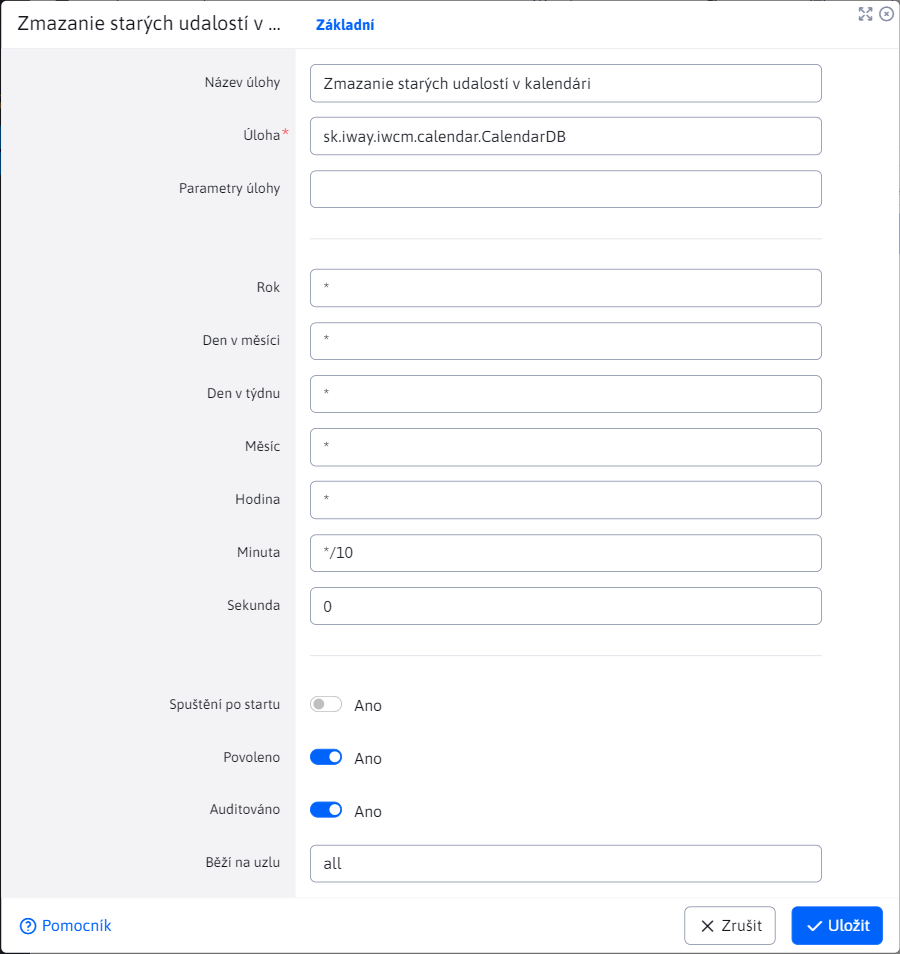 Zmazanie starých udalostí v ...
Základní
Název úlohy
Zmazanie starých udalostí v kalendári
Úloha*
sk.iway.iwcm.calendar.CalendarDB
Parametry úlohy
Rok
*
Den v měsíci
*
Den v týdnu
*
Měsíc
*
Hodina
*
Minuta
*/10
Sekunda
0
Spuštění po startu
Ano
Povoleno
Ano
Auditováno
Ano
Běží na uzlu
all
Pomocník
Zrušit
Uložit